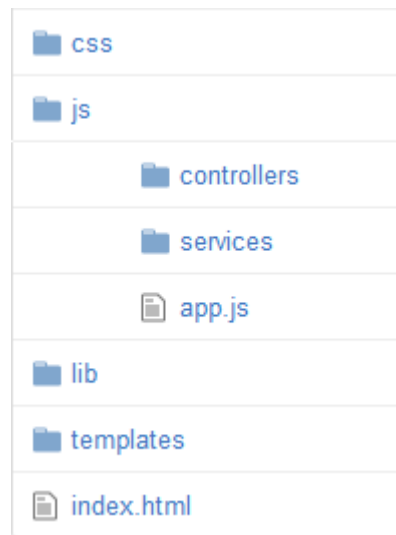 css
js
controllers
services
app.js
lib
templates
index.html